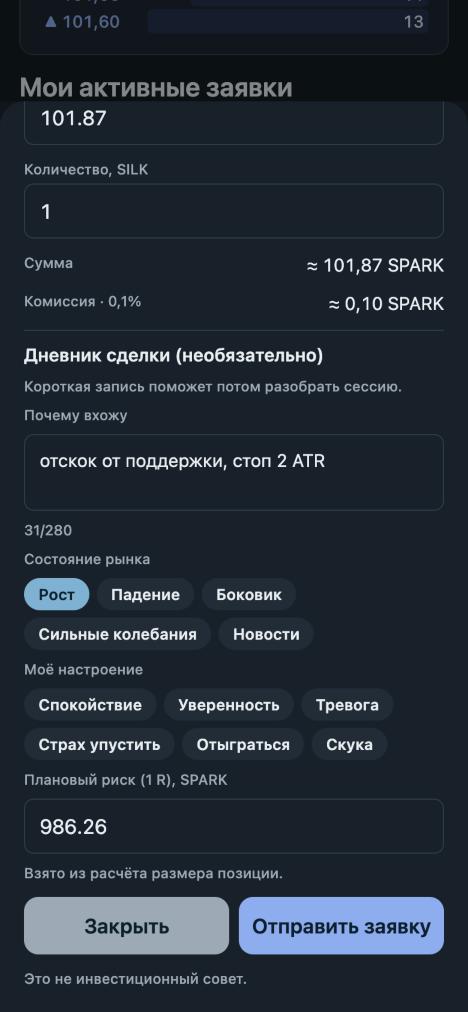 ▲ 101,60 13
Мои активные заявки
101.87
Количество, SILK
1
Сумма ≈ 101,87 SPARK
Комиссия · 0,1% ≈ 0,10 SPARK
Дневник сделки (необязательно)
Короткая запись поможет потом разобрать сессию.
Почему вхожу
отскок от поддержки, стоп 2 ATR
31/280
Состояние рынка
Рост Падение Боковик
Сильные колебания Новости
Моё настроение
Спокойствие Уверенность Тревога
Страх упустить Отыграться Скука
Плановый риск (1 R), SPARK
986.26
Взято из расчёта размера позиции.
Закрыть Отправить заявку
Это не инвестиционный совет.